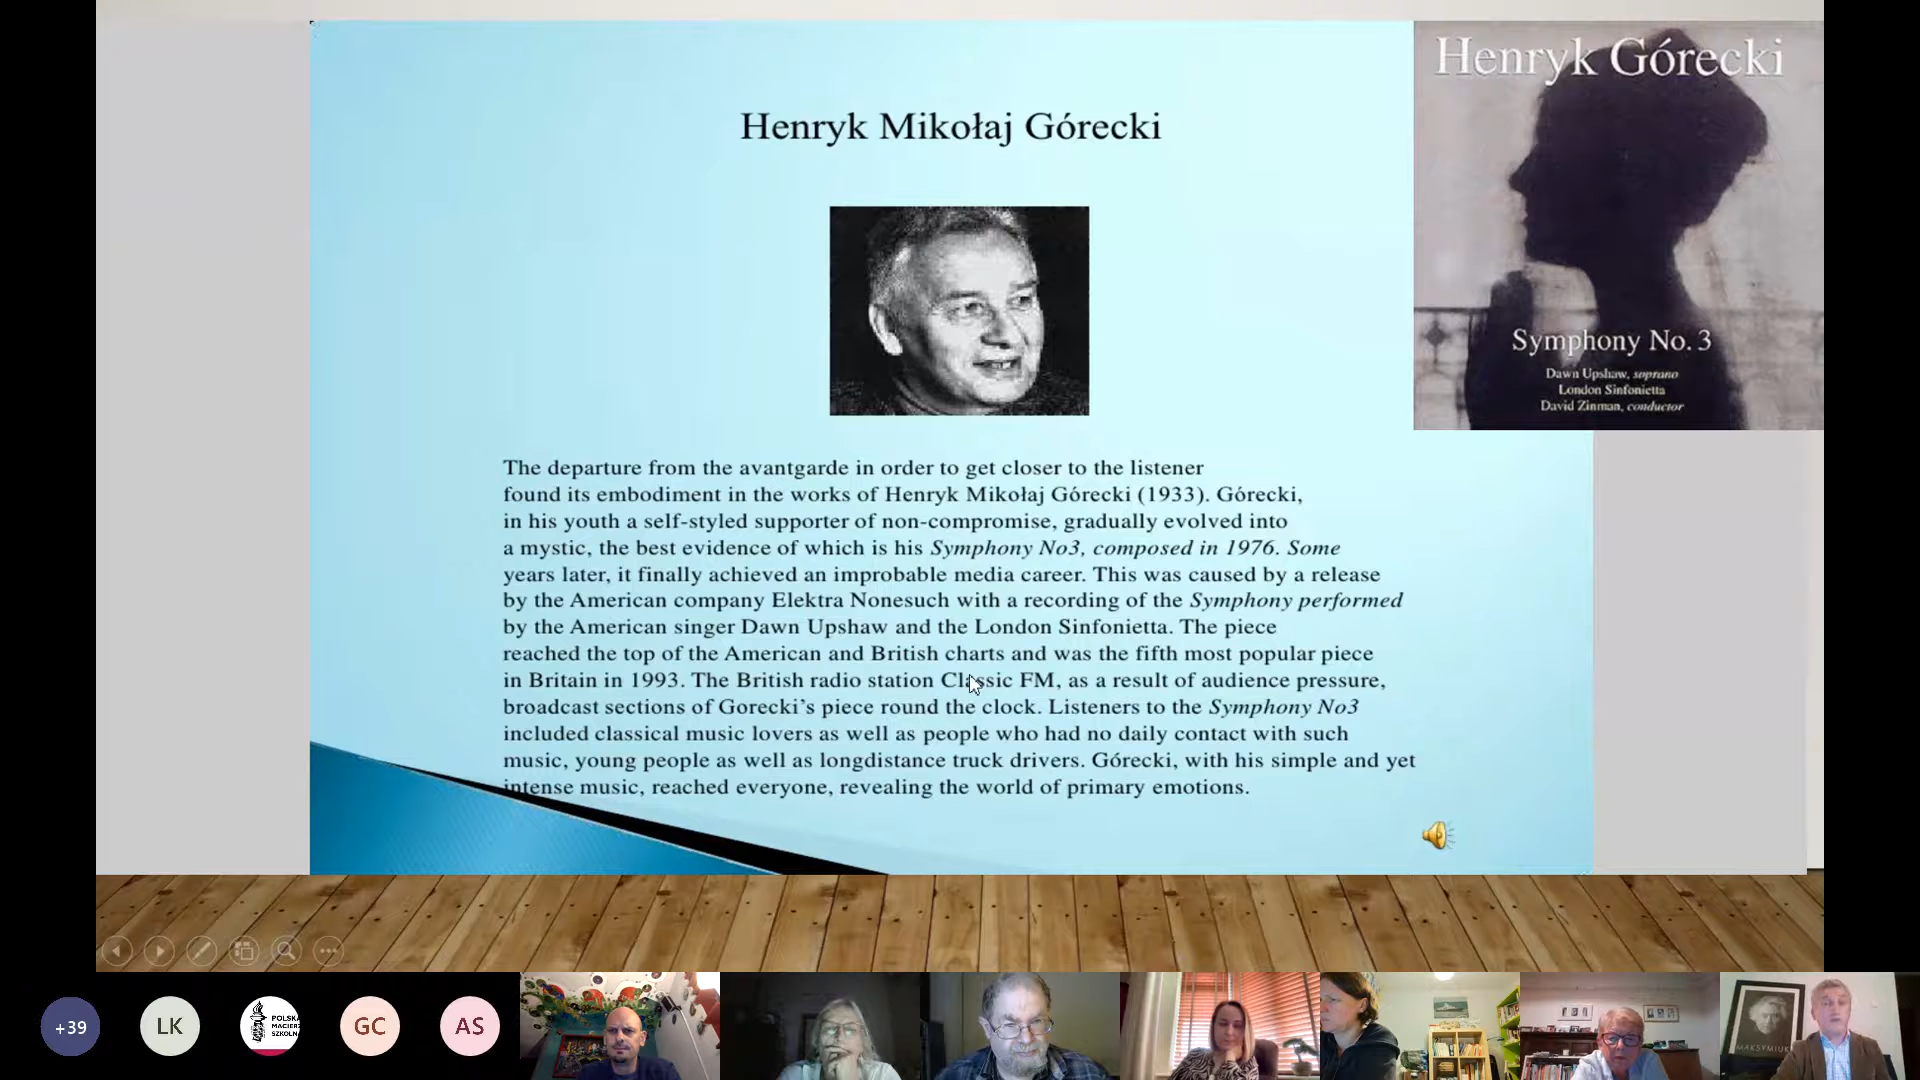 Henryk Górecki
Henryk Mikołaj Górecki
Symphony No. 3
Dawn Upshaw, soprano
London Sinfonietta
David Zinman, conductor
The departure from the avantgarde in order to get closer to the listener
found its embodiment in the works of Henryk Mikołaj Górecki (1933). Górecki,
in his youth a self-styled supporter of non-compromise, gradually evolved into
a mystic, the best evidence of which is his Symphony No3, composed in 1976. Some
years later, it finally achieved an improbable media career. This was caused by a release
by the American company Elektra Nonesuch with a recording of the Symphony performed
by the American singer Dawn Upshaw and the London Sinfonietta. The piece
reached the top of the American and British charts and was the fifth most popular piece
in Britain in 1993. The British radio station Classic FM, as a result of audience pressure,
broadcast sections of Gorecki's piece round the clock. Listeners to the Symphony No3
included classical music lovers as well as people who had no daily contact with such
music, young people as well as longdistance truck drivers. Górecki, with his simple and yet
intense music, reached everyone, revealing the world of primary emotions.
+39
LK
POLSKA
MACIERZ
SZKOLNA
GC
AS
MAKSYMIUK